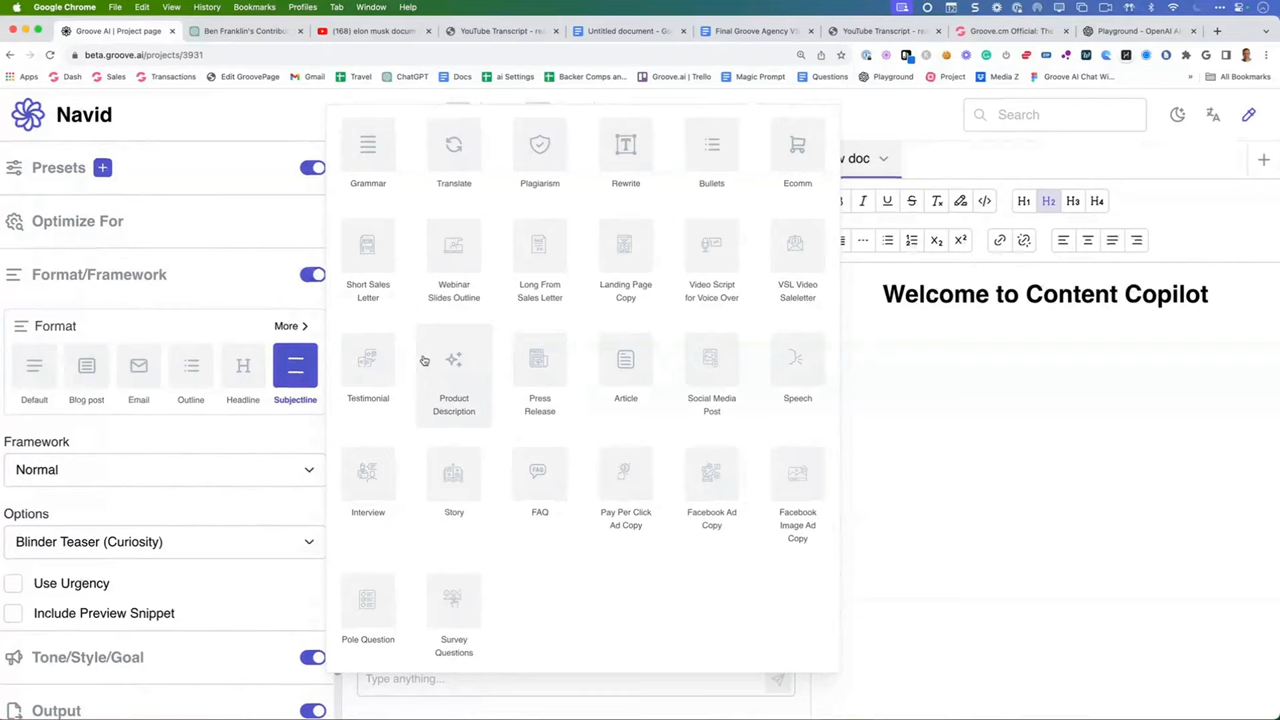 Google Chrome File Edit View History Bookmarks Profiles Tab Window Help
Groove AI | Project page
Ben Franklin's Contribu
(168) elon musk docum
YouTube Transcript - re
Untitled document - Go
Final Groove Agency VS
YouTube Transcript - re
Groove.cm Official: The
Playground - OpenAI A
beta.groove.ai/projects/3931
Apps Dash Sales Transactions Edit GroovePage Gmail Travel ChatGPT Docs ai Settings Backer Comps an... Groove.ai | Trello Magic Prompt Questions Playground Project Media Z Groove AI Chat Wi... All Bookmarks
Navid
Search
Presets
Optimize For
Format/Framework
Format More
Default Blog post Email Outline Headline Subjectline
Framework
Normal
Options
Blinder Teaser (Curiosity)
Use Urgency
Include Preview Snippet
Tone/Style/Goal
Output
Grammar Translate Plagiarism Rewrite Bullets Ecomm
Short Sales Letter
Webinar Slides Outline
Long From Sales Letter
Landing Page Copy
Video Script for Voice Over
VSL Video Saleletter
Testimonial
Product Description
Press Release
Article
Social Media Post
Speech
Interview
Story
FAQ
Pay Per Click Ad Copy
Facebook Ad Copy
Facebook Image Ad Copy
Pole Question
Survey Questions
Type anything...
w doc
I U S Tx </> H1 H2 H3 H4
X2 X2
Welcome to Content Copilot